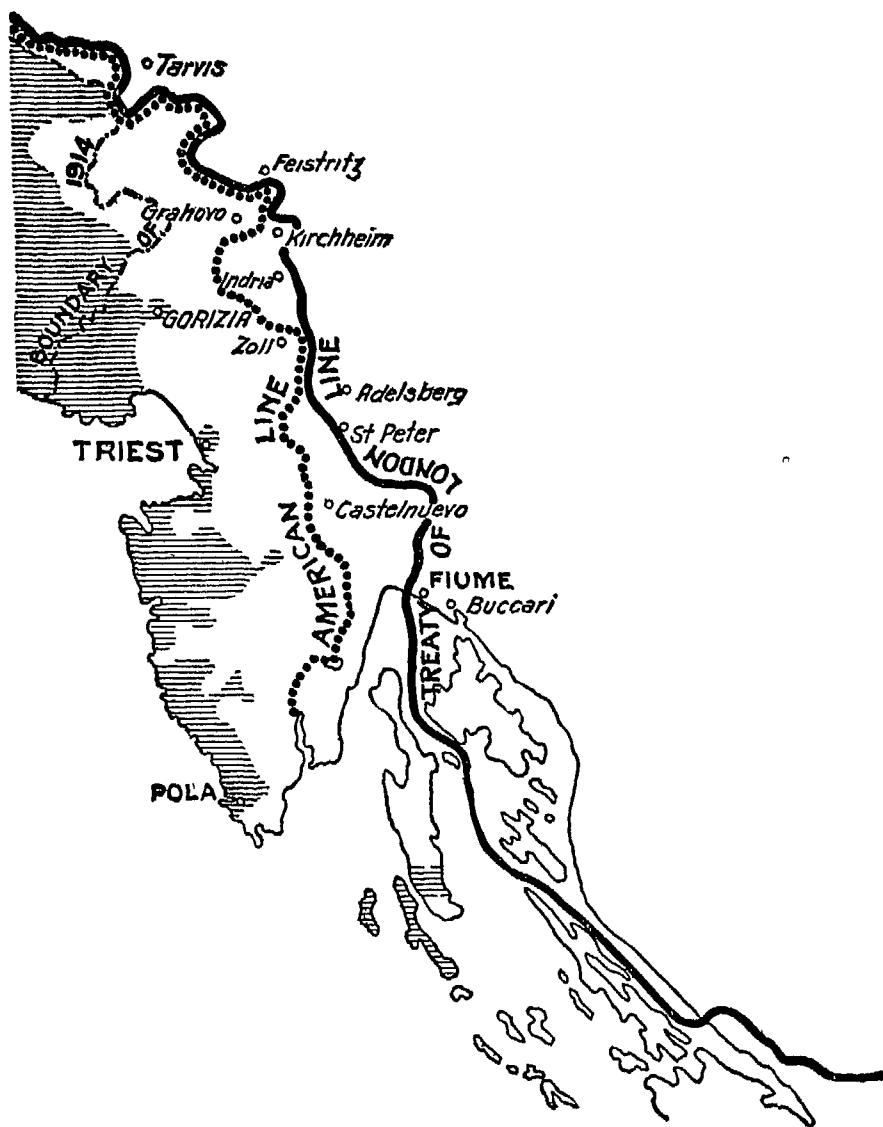 Tarvis
1914
Feistritz
Grahovo
OF
Kirchheim
Indria
BOUNDARY
GORIZIA
Zoll
LINE
LINE
Adelsberg
TRIEST
St Peter
LONDON
Castelnuevo
AMERICAN
OF
FIUME
Buccari
TREATY
POLA